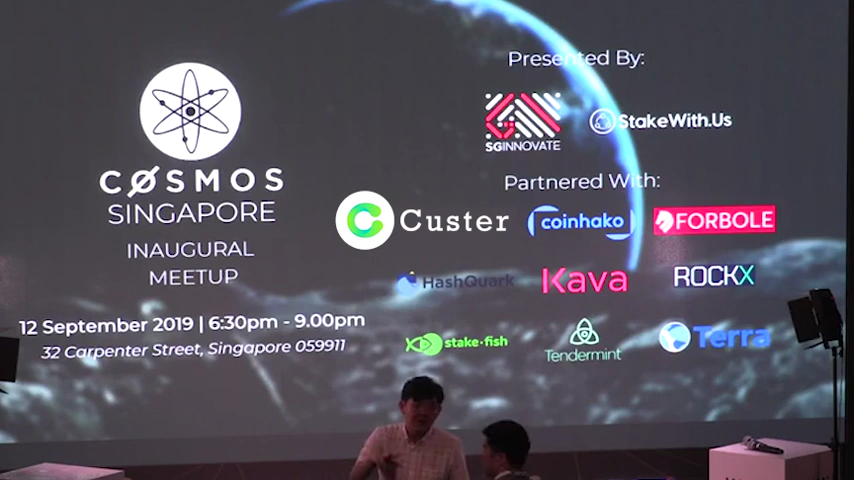 CØSMOS
SINGAPORE
INAUGURAL
MEETUP
12 September 2019 | 6:30pm - 9.00pm
32 Carpenter Street, Singapore 059911
Presented By:
SGINNOVATE
StakeWith.Us
Partnered With:
Custer
coinhako
FORBOLE
HashQuark
Kava
ROCKX
stake·fish
Tendermint
Terra